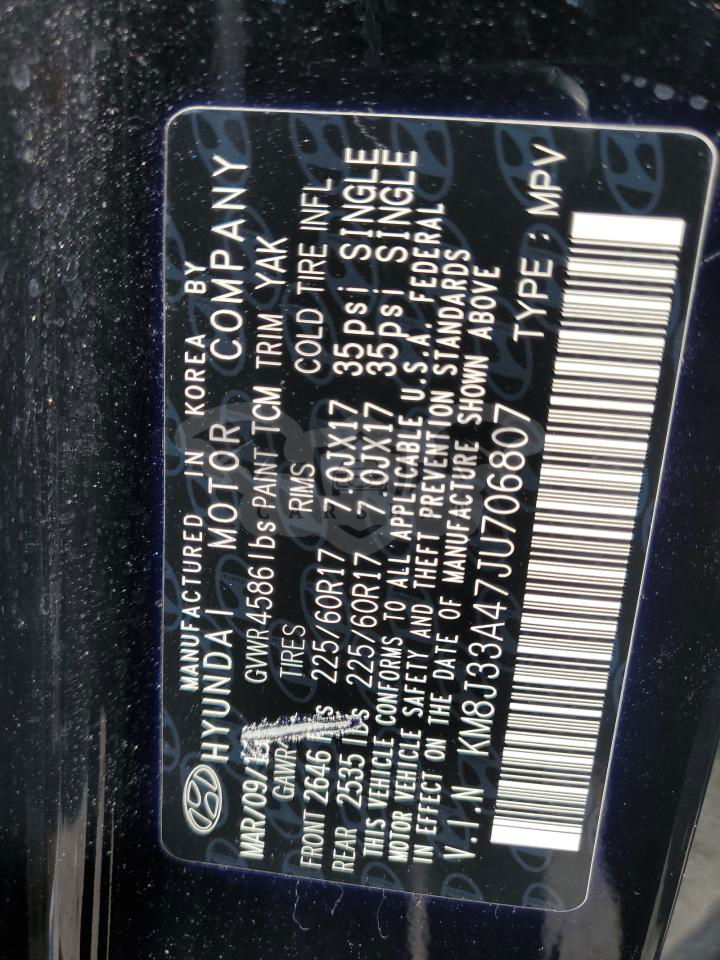 MANUFACTURED IN KOREA BY
HYUNDAI MOTOR COMPANY
MAR/09/ GVWR 4586 lbs PAINT TCM TRIM YAK
GAWR TIRES RIMS COLD TIRE INFL
FRONT 2646 lbs 225/60R17 7.0JX17 35psi SINGLE
REAR 2535 lbs 225/60R17 7.0JX17 35psi SINGLE
THIS VEHICLE CONFORMS TO ALL APPLICABLE U.S.A. FEDERAL
MOTOR VEHICLE SAFETY AND THEFT PREVENTION STANDARDS
IN EFFECT ON THE DATE OF MANUFACTURE SHOWN ABOVE
V.I.N KM8J33A47JU706807 TYPE : MPV